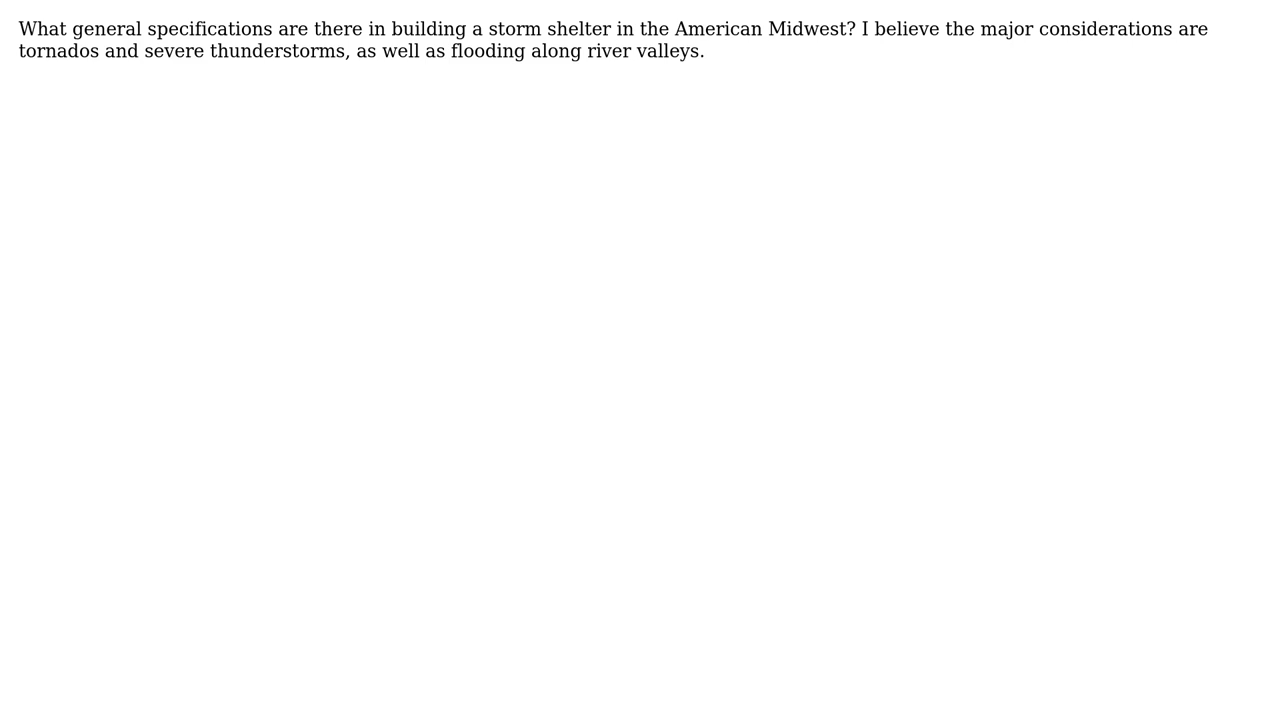 What general specifications are there in building a storm shelter in the American Midwest? I believe the major considerations are
tornados and severe thunderstorms, as well as flooding along river valleys.